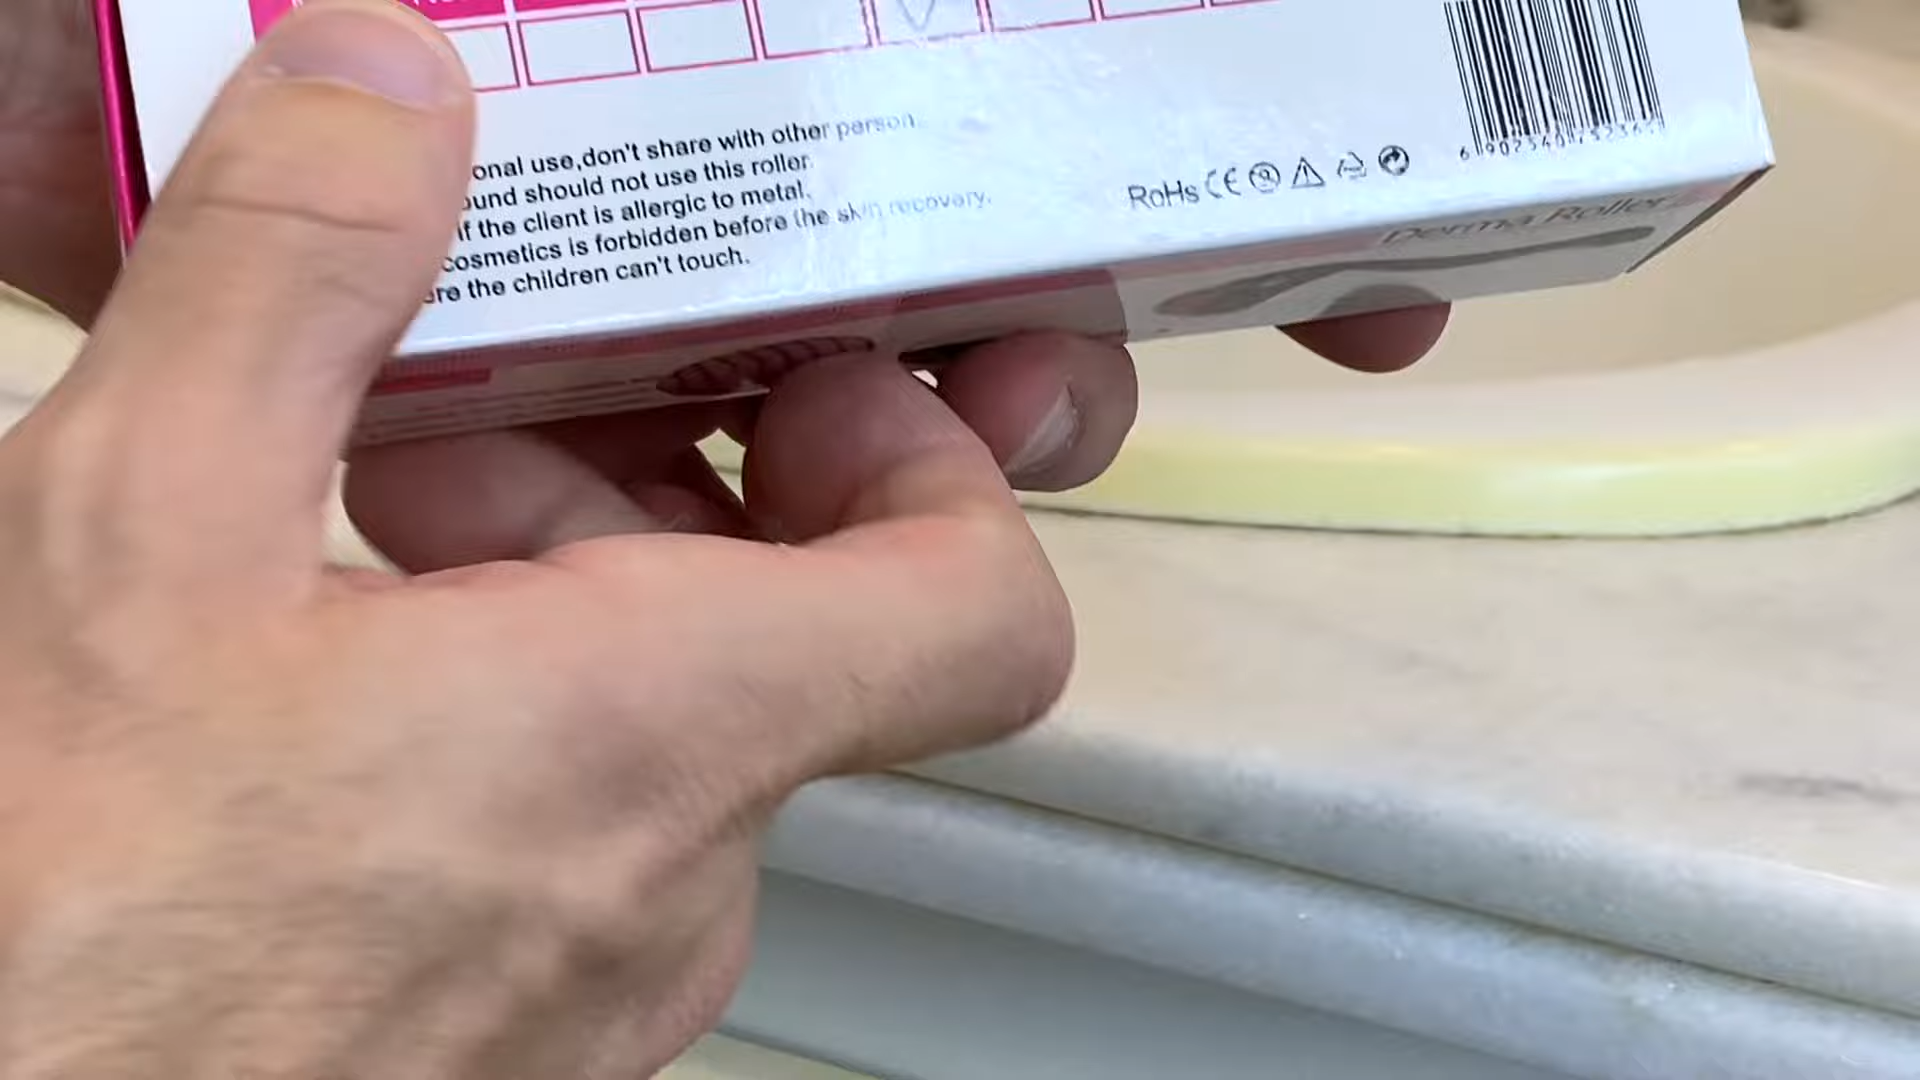 onal use,don't share with other person.
ound should not use this roller.
if the client is allergic to metal.
cosmetics is forbidden before the skin recovery.
are the children can't touch.
RoHs CE
Derma Roller